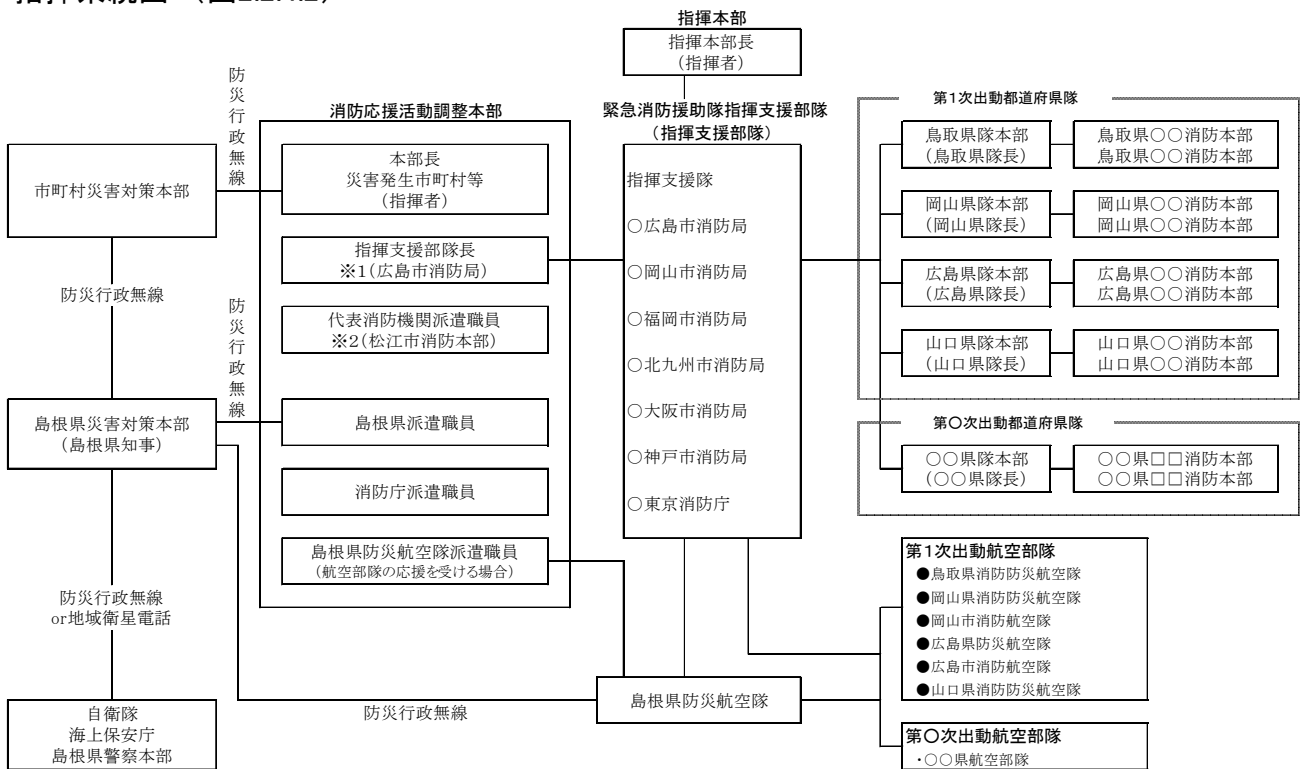 指揮本部
指揮本部長
(指揮者)
防災行政無線
消防応援活動調整本部
緊急消防援助隊指揮支援部隊
(指揮支援部隊)
第1次出動都道府県隊
市町村災害対策本部
本部長
災害発生市町村等
(指揮者)
指揮支援部隊長
※1(広島市消防局)
代表消防機関派遣職員
※2(松江市消防本部)
島根県派遣職員
消防庁派遣職員
島根県防災航空隊派遣職員
(航空部隊の応援を受ける場合)
指揮支援隊
○広島市消防局
○岡山市消防局
○福岡市消防局
○北九州市消防局
○大阪市消防局
○神戸市消防局
○東京消防庁
鳥取県隊本部
(鳥取県隊長)
鳥取県○○消防本部
鳥取県○○消防本部
岡山県隊本部
(岡山県隊長)
岡山県○○消防本部
岡山県○○消防本部
広島県隊本部
(広島県隊長)
広島県○○消防本部
広島県○○消防本部
山口県隊本部
(山口県隊長)
山口県○○消防本部
山口県○○消防本部
第○次出動都道府県隊
○○県隊本部
(○○県隊長)
○○県□□消防本部
○○県□□消防本部
防災行政無線
防災行政無線
島根県災害対策本部
(島根県知事)
防災行政無線
or地域衛星電話
自衛隊
海上保安庁
島根県警察本部
防災行政無線
島根県防災航空隊
第1次出動航空部隊
●鳥取県消防防災航空隊
●岡山県消防防災航空隊
●岡山市消防航空隊
●広島県防災航空隊
●広島市消防航空隊
●山口県消防防災航空隊
第○次出動航空部隊
・○○県航空部隊